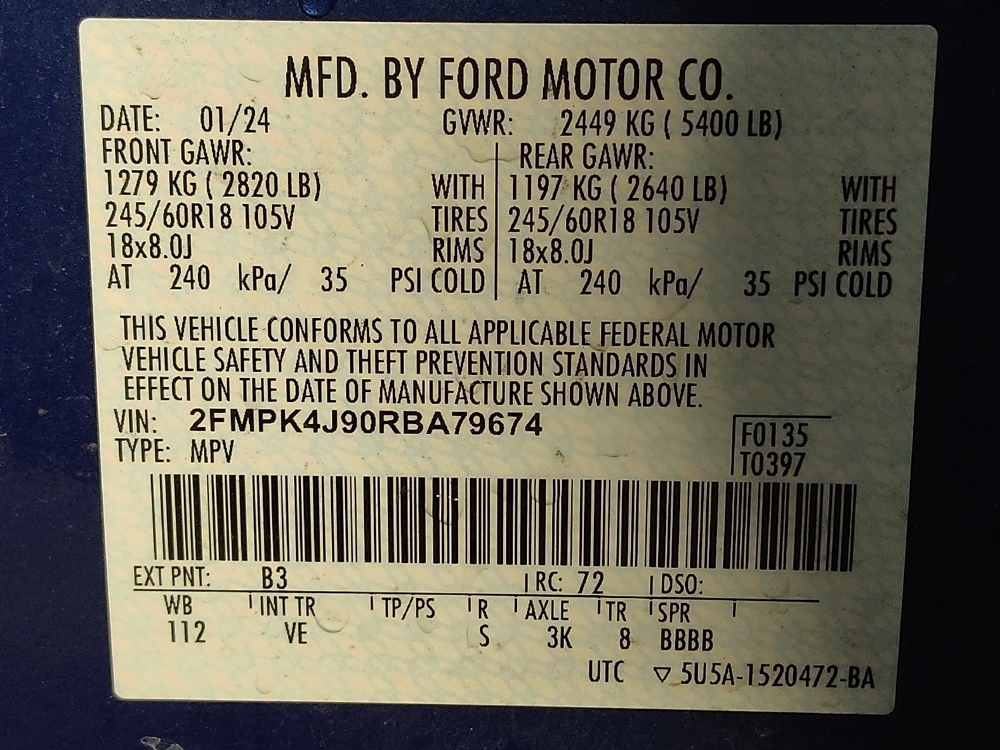 MFD. BY FORD MOTOR CO.
DATE: 01/24 GVWR: 2449 KG ( 5400 LB)
FRONT GAWR: REAR GAWR:
1279 KG ( 2820 LB) WITH 1197 KG ( 2640 LB) WITH
245/60R18 105V TIRES 245/60R18 105V TIRES
18x8.0J RIMS 18x8.0J RIMS
AT 240 kPa/ 35 PSI COLD AT 240 kPa/ 35 PSI COLD
THIS VEHICLE CONFORMS TO ALL APPLICABLE FEDERAL MOTOR
VEHICLE SAFETY AND THEFT PREVENTION STANDARDS IN
EFFECT ON THE DATE OF MANUFACTURE SHOWN ABOVE.
VIN: 2FMPK4J90RBA79674
F0135
TYPE: MPV
T0397
EXT PNT: B3 RC: 72 DSO:
WB INT TR TP/PS R AXLE TR SPR
112 VE S 3K 8 BBBB
UTC ▽ 5U5A-1520472-BA